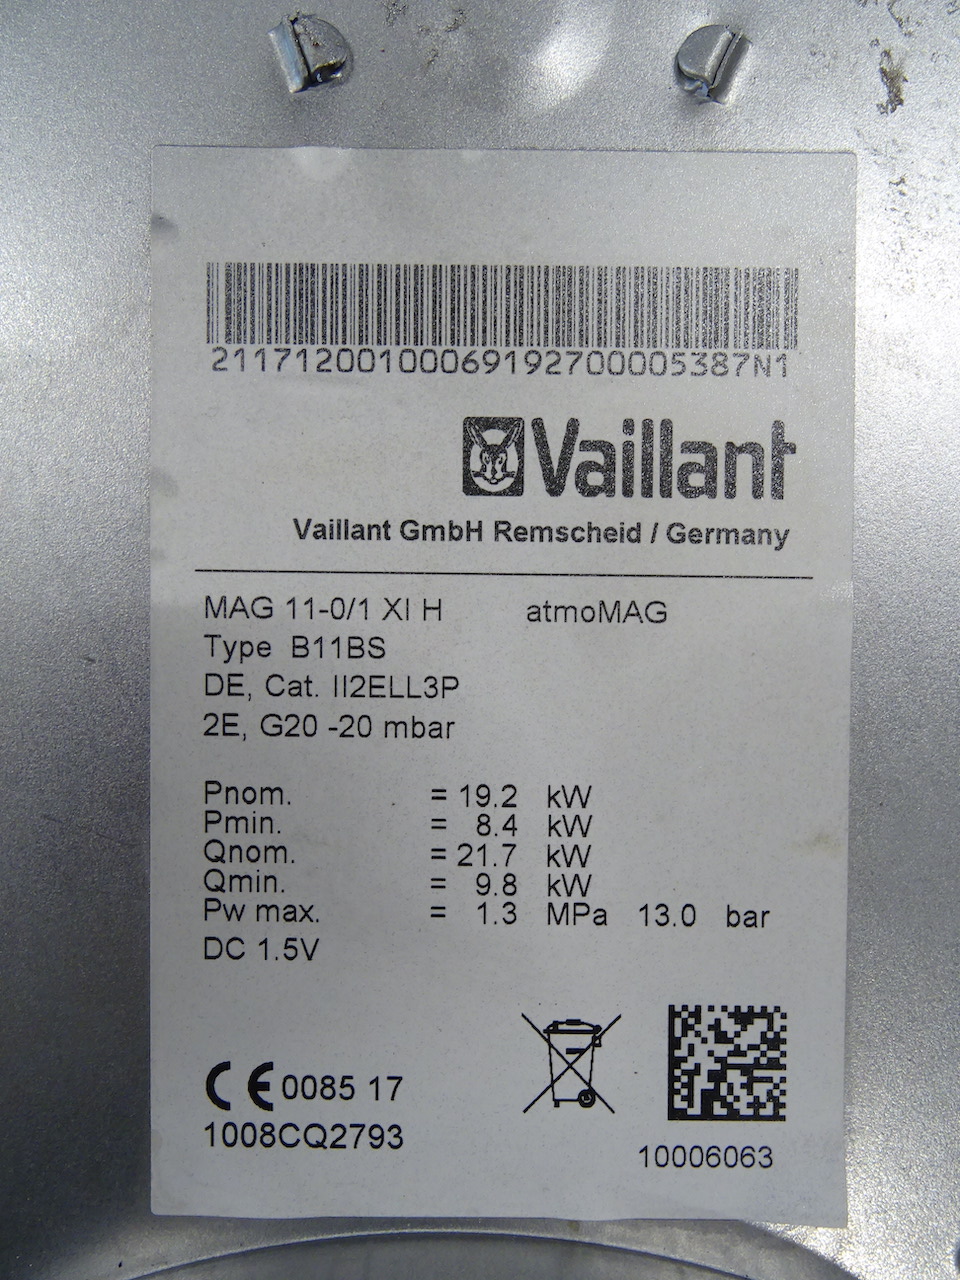 21171200100069192700005387N1
Vaillant
Vaillant GmbH Remscheid / Germany
MAG 11-0/1 XI H atmoMAG
Type B11BS
DE, Cat. II2ELL3P
2E, G20 -20 mbar
Pnom. = 19.2 kW
Pmin. = 8.4 kW
Qnom. = 21.7 kW
Qmin. = 9.8 kW
Pw max. = 1.3 MPa 13.0 bar
DC 1.5V
CE 0085 17
1008CQ2793
10006063